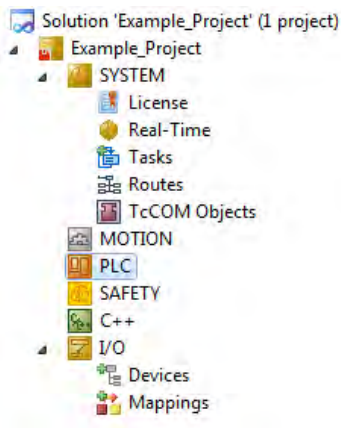 Solution 'Example_Project' (1 project)
Example_Project
SYSTEM
License
Real-Time
Tasks
Routes
TcCOM Objects
MOTION
PLC
SAFETY
C++
I/O
Devices
Mappings